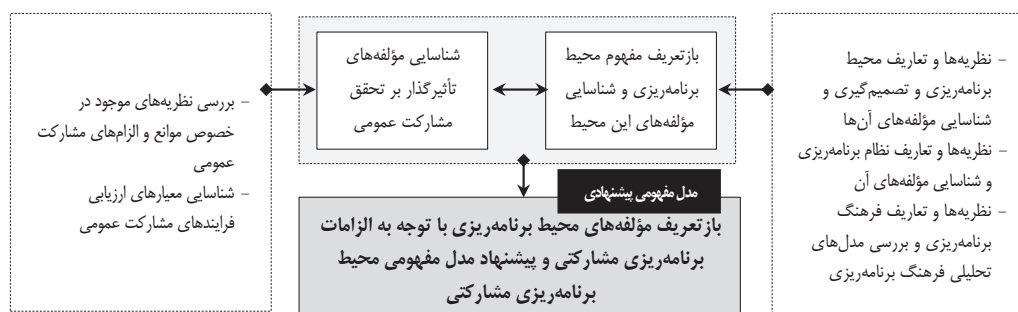 – نظریه‌ها و تعاریف محیط
برنامه‌ریزی و تصمیم‌گیری و
شناسایی مؤلفه‌های آن‌ها
– نظریه‌ها و تعاریف نظام برنامه‌ریزی
و شناسایی مؤلفه‌های آن
– نظریه‌ها و تعاریف فرهنگ
برنامه‌ریزی و بررسی مدل‌های
تحلیلی فرهنگ برنامه‌ریزی
بازتعریف مفهوم محیط
برنامه‌ریزی و شناسایی
مؤلفه‌های این محیط
شناسایی مؤلفه‌های
تأثیرگذار بر تحقق
مشارکت عمومی
– بررسی نظریه‌های موجود در
خصوص موانع و الزام‌های مشارکت
عمومی
– شناسایی معیارهای ارزیابی
فرایندهای مشارکت عمومی
مدل مفهومی پیشنهادی
بازتعریف مؤلفه‌های محیط برنامه‌ریزی با توجه به الزامات
برنامه‌ریزی مشارکتی و پیشنهاد مدل مفهومی محیط
برنامه‌ریزی مشارکتی